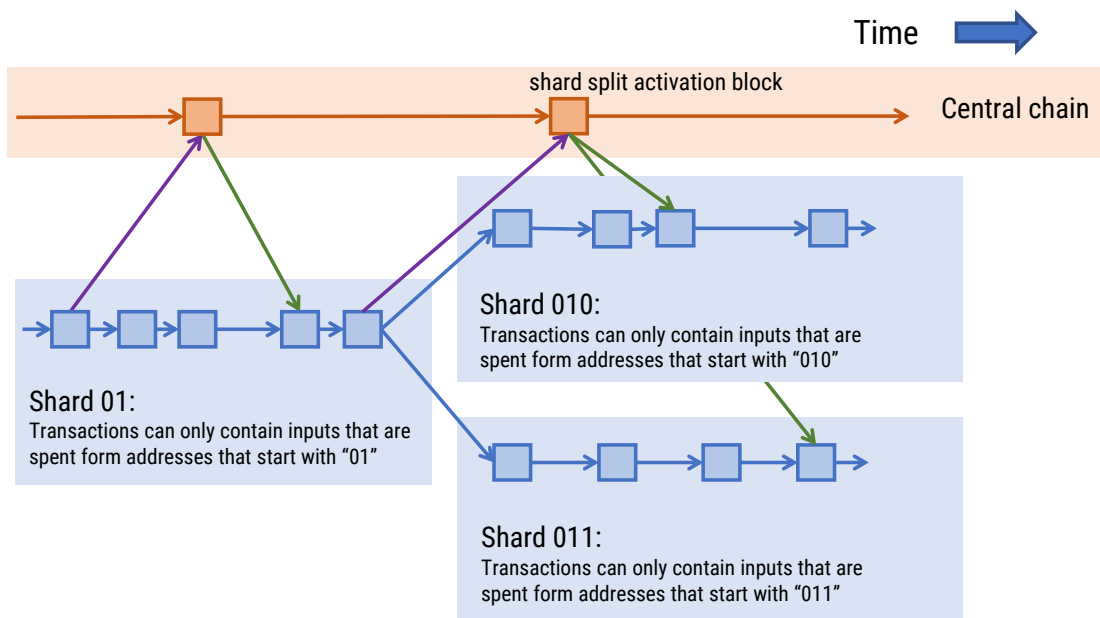 Time
shard split activation block
Central chain
Shard 010:
Transactions can only contain inputs that are
spent form addresses that start with “010”
Shard 01:
Transactions can only contain inputs that are
spent form addresses that start with “01”
Shard 011:
Transactions can only contain inputs that are
spent form addresses that start with “011”